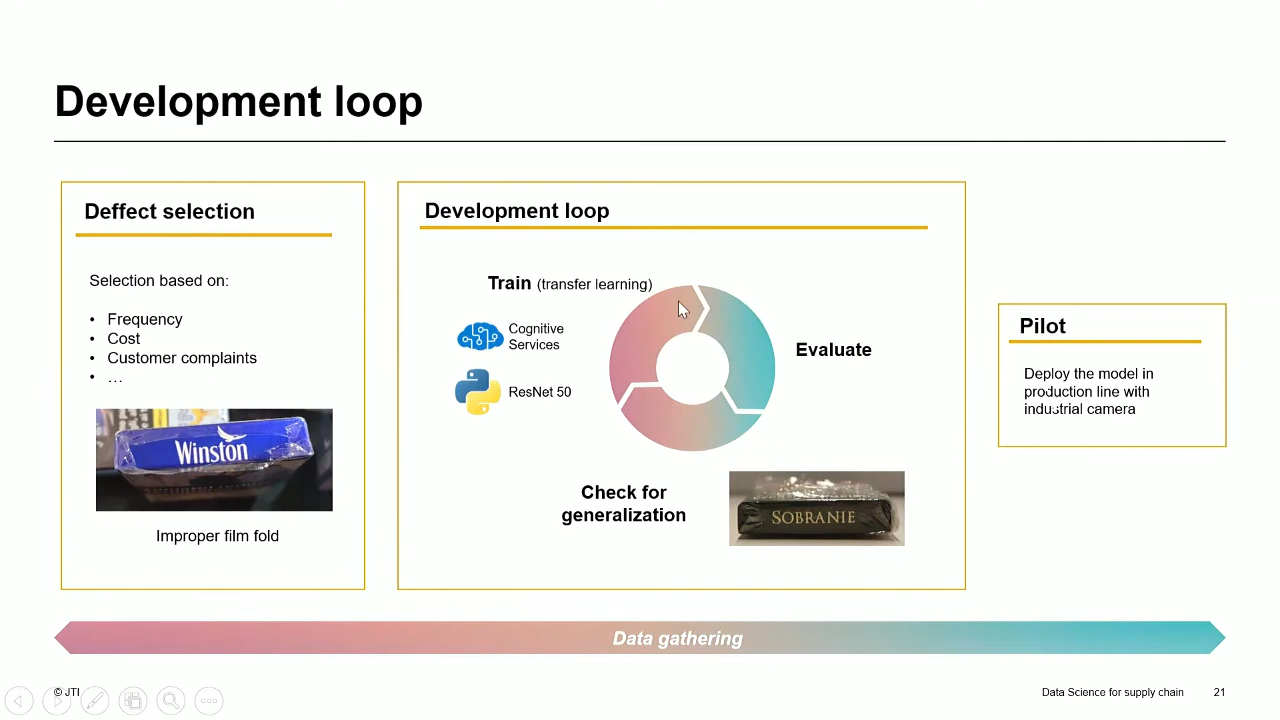 Development loop
Deffect selection
Selection based on:
• Frequency
• Cost
• Customer complaints
• …
Winston
Improper film fold
Development loop
Train (transfer learning)
Cognitive
Services
ResNet 50
Evaluate
Check for
generalization
SOBRANIE
Pilot
Deploy the model in
production line with
industrial camera
Data gathering
© JTI
Data Science for supply chain 21